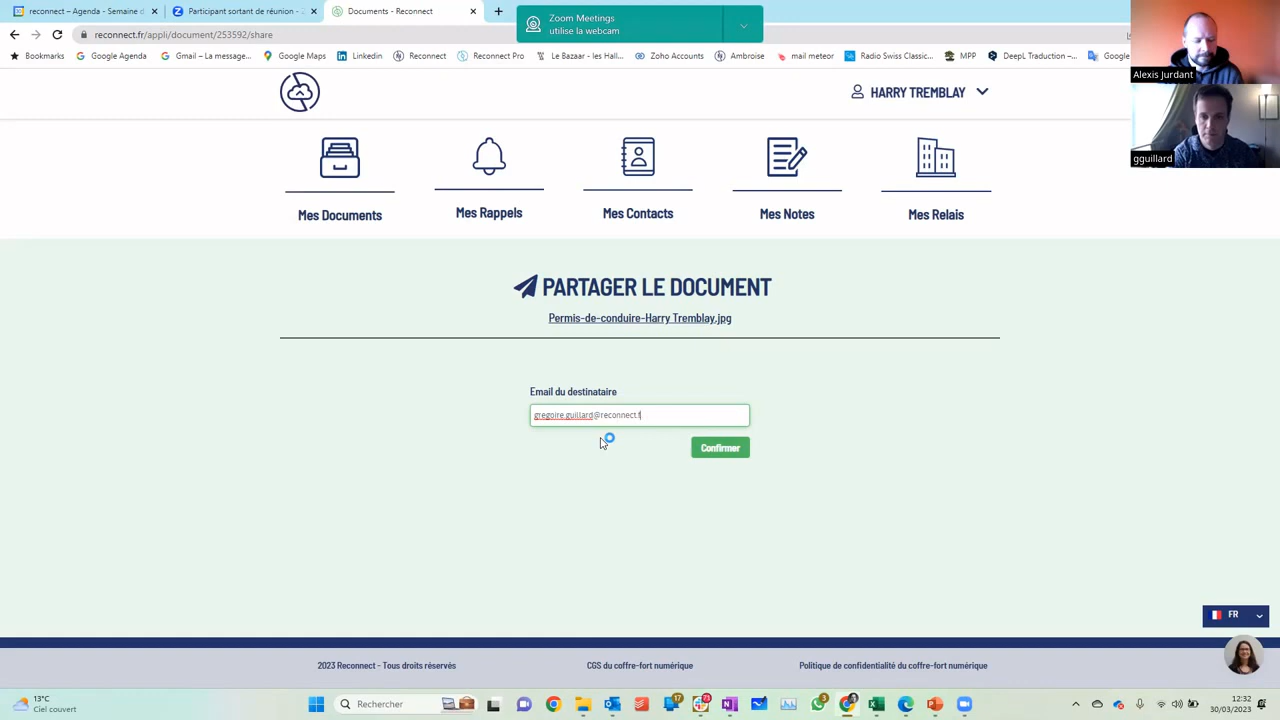 reconnect – Agenda – Semaine d
Participant sortant de réunion - Z
Documents - Reconnect
Zoom Meetings
utilise la webcam
reconnect.fr/appli/document/253592/share
Bookmarks
Google Agenda
Gmail – La message...
Google Maps
Linkedin
Reconnect
Reconnect Pro
Le Bazaar - les Hall...
Zoho Accounts
Ambroise
mail meteor
Radio Swiss Classic...
MPP
DeepL Traduction –...
Google
Alexis Jurdant
gguillard
HARRY TREMBLAY
Mes Documents
Mes Rappels
Mes Contacts
Mes Notes
Mes Relais
PARTAGER LE DOCUMENT
Permis-de-conduire-Harry Tremblay.jpg
Email du destinataire
gregoire.guillard@reconnect.f
Confirmer
FR
2023 Reconnect - Tous droits réservés
CGS du coffre-fort numérique
Politique de confidentialité du coffre-fort numérique
13°C
Ciel couvert
Rechercher
17
73
3
12:32
30/03/2023